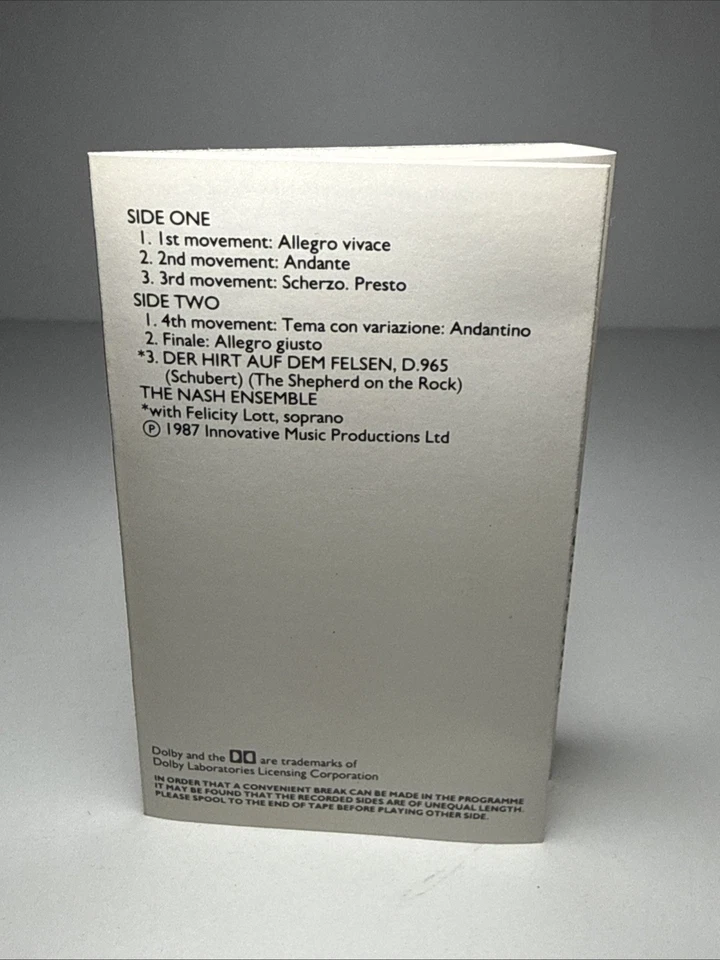 SIDE ONE
1. 1st movement: Allegro vivace
2. 2nd movement: Andante
3. 3rd movement: Scherzo. Presto
SIDE TWO
1. 4th movement: Tema con variazione: Andantino
2. Finale: Allegro giusto
*3. DER HIRT AUF DEM FELSEN, D.965
(Schubert) (The Shepherd on the Rock)
THE NASH ENSEMBLE
*with Felicity Lott, soprano
℗ 1987 Innovative Music Productions Ltd
Dolby and the are trademarks of
Dolby Laboratories Licensing Corporation
IN ORDER THAT A CONVENIENT BREAK CAN BE MADE IN THE PROGRAMME
IT MAY BE FOUND THAT THE RECORDED SIDES ARE OF UNEQUAL LENGTH.
PLEASE SPOOL TO THE END OF TAPE BEFORE PLAYING OTHER SIDE.